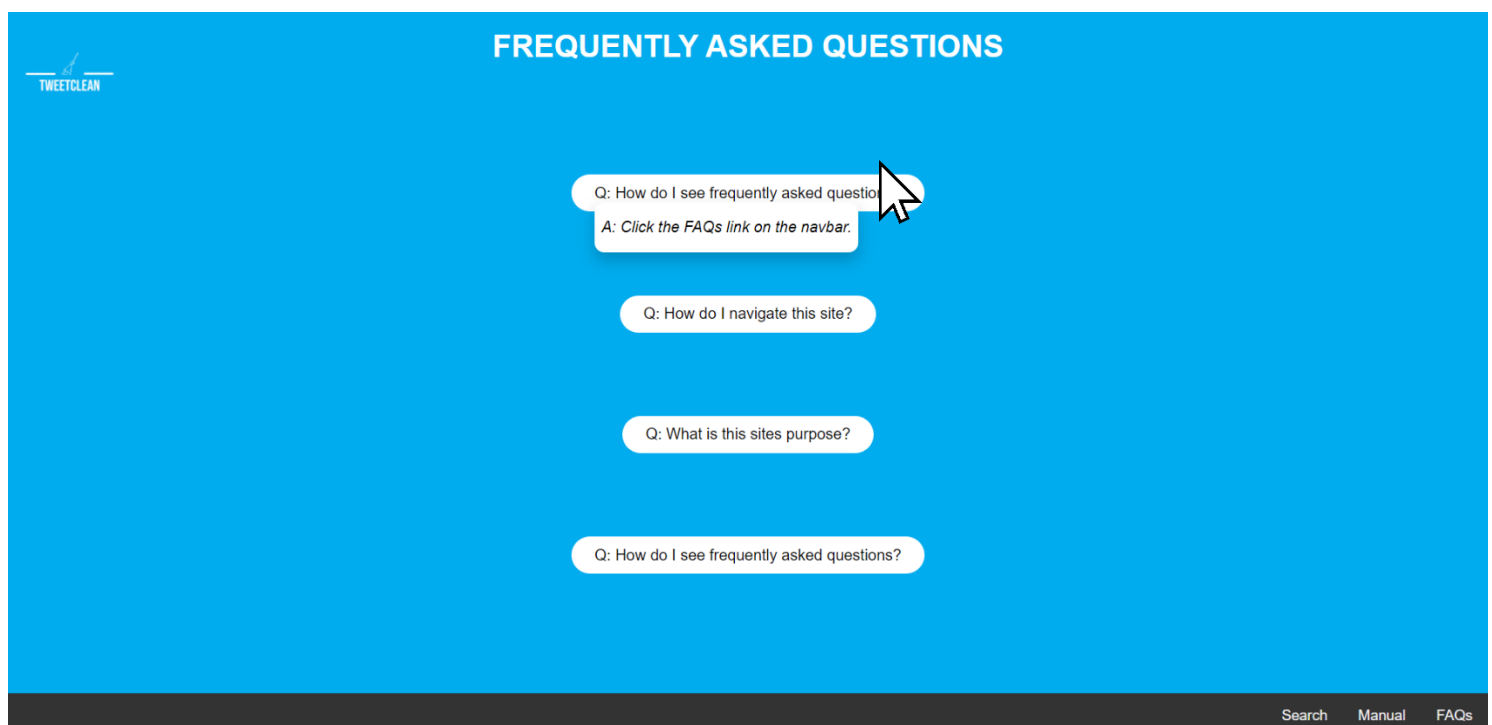 FREQUENTLY ASKED QUESTIONS
TWEETCLEAN
Q: How do I see frequently asked
A: Click the FAQs link on the navbar.
Q: How do I navigate this site?
Q: What is this sites purpose?
Q: How do I see frequently asked questions?
Search Manual FAQs